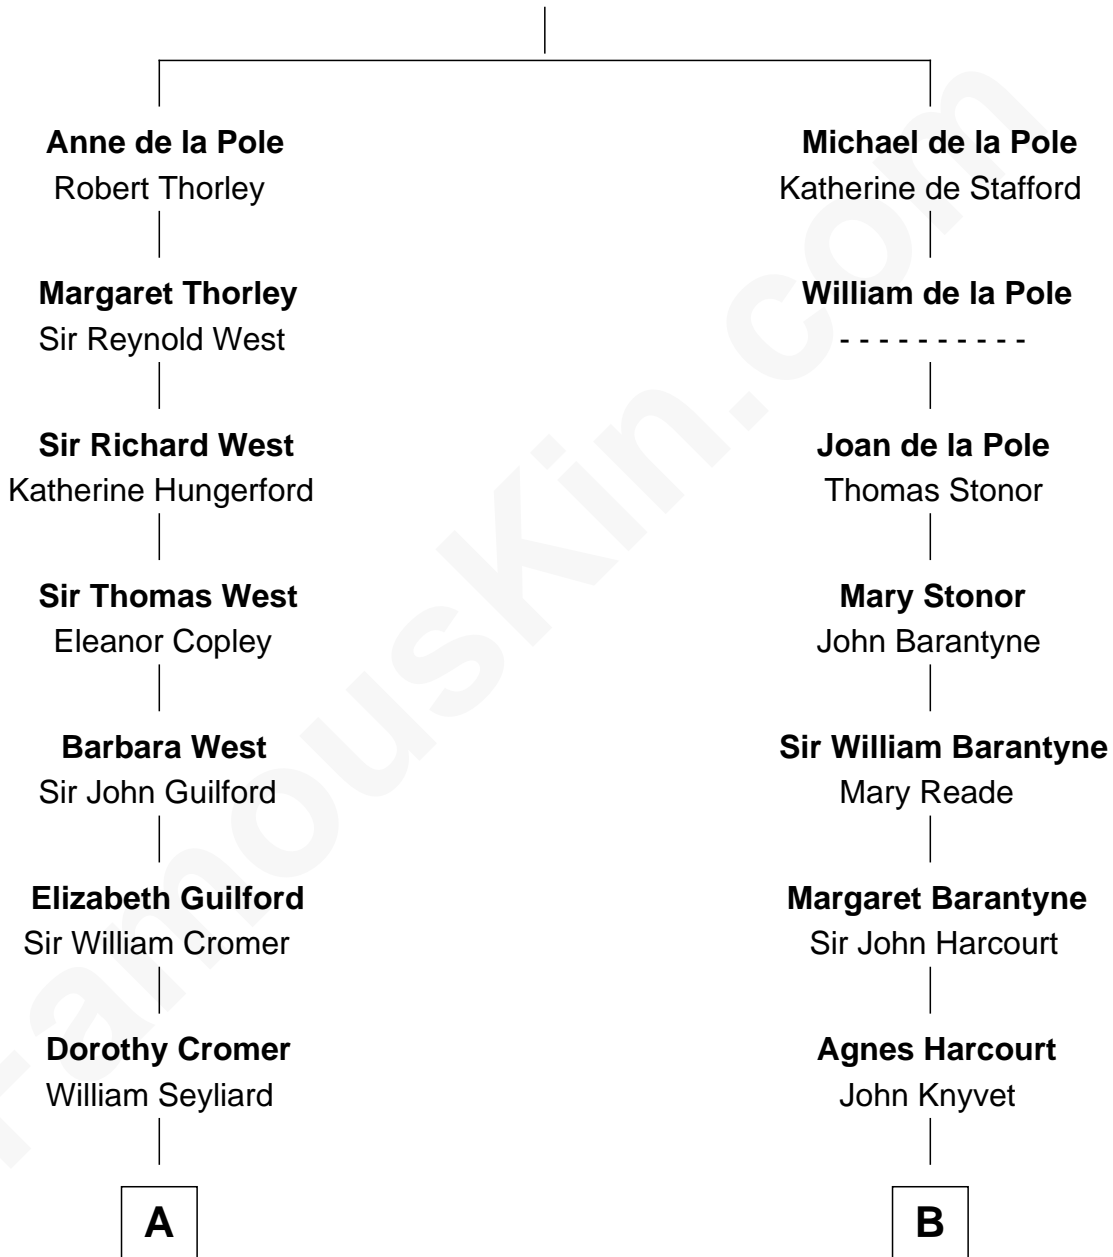 Anne de la Pole
Robert Thorley
Margaret Thorley
Sir Reynold West
Sir Richard West
Katherine Hungerford
Sir Thomas West
Eleanor Copley
Barbara West
Sir John Guilford
Elizabeth Guilford
Sir William Cromer
Dorothy Cromer
William Seyliard
A
Michael de la Pole
Katherine de Stafford
William de la Pole
- - - - - - - - - -
Joan de la Pole
Thomas Stonor
Mary Stonor
John Barantyne
Sir William Barantyne
Mary Reade
Margaret Barantyne
Sir John Harcourt
Agnes Harcourt
John Knyvet
B
FamousKin.com